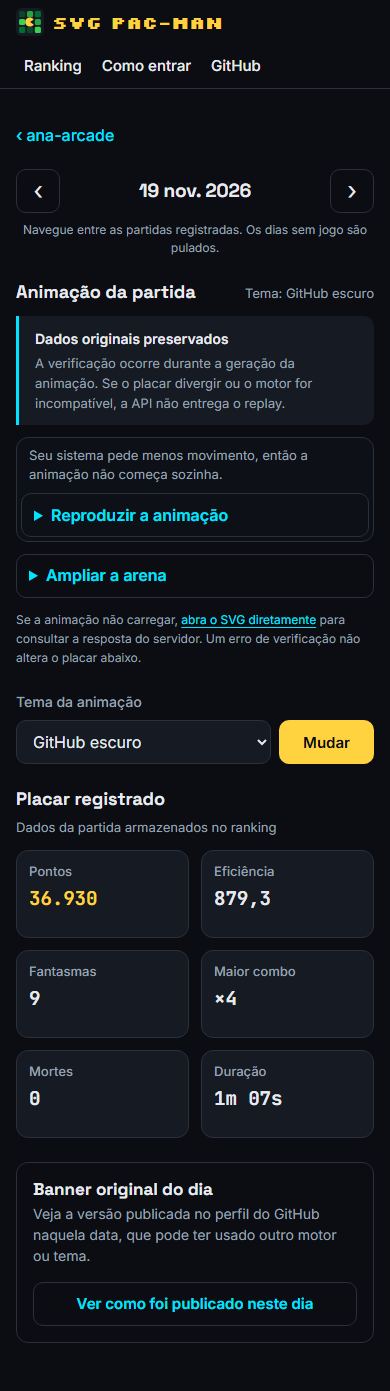 SVG PAC-MAN
Ranking Como entrar GitHub
‹ ana-arcade
‹ 19 nov. 2026 ›
Navegue entre as partidas registradas. Os dias sem jogo são
pulados.
Animação da partida Tema: GitHub escuro
Dados originais preservados
A verificação ocorre durante a geração da
animação. Se o placar divergir ou o motor for
incompatível, a API não entrega o replay.
Seu sistema pede menos movimento, então a
animação não começa sozinha.
▶ Reproduzir a animação
▶ Ampliar a arena
Se a animação não carregar, abra o SVG diretamente para
consultar a resposta do servidor. Um erro de verificação não
altera o placar abaixo.
Tema da animação
GitHub escuro Mudar
Placar registrado
Dados da partida armazenados no ranking
Pontos Eficiência
36.930 879,3
Fantasmas Maior combo
9 ×4
Mortes Duração
0 1m 07s
Banner original do dia
Veja a versão publicada no perfil do GitHub
naquela data, que pode ter usado outro motor
ou tema.
Ver como foi publicado neste dia